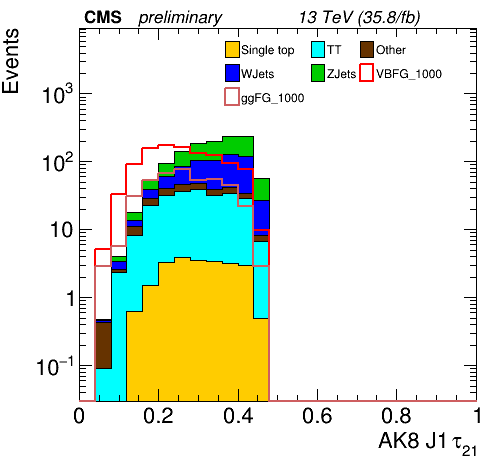 CMS preliminary 13 TeV (35.8/fb)
Events
Single top TT Other
WJets ZJets VBFG_1000
ggFG_1000
10³
10²
10
1
10⁻¹
0 0.2 0.4 0.6 0.8 1
AK8 J1 τ₂₁